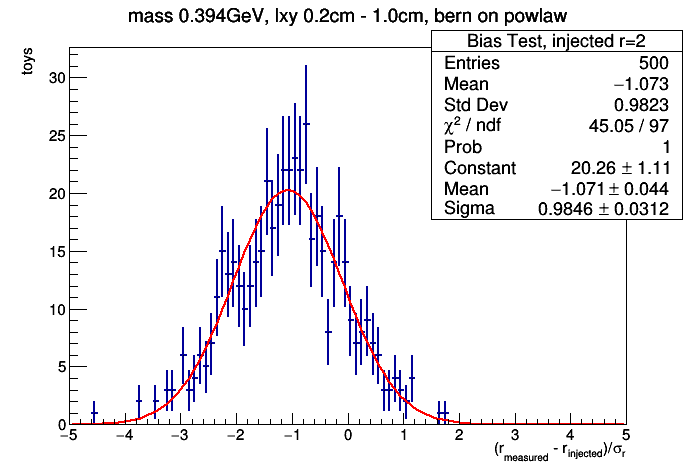 mass 0.394GeV, lxy 0.2cm - 1.0cm, bern on powlaw
Bias Test, injected r=2
Entries 500
Mean −1.073
Std Dev 0.9823
χ² / ndf 45.05 / 97
Prob 1
Constant 20.26 ± 1.11
Mean −1.071 ± 0.044
Sigma 0.9846 ± 0.0312
toys
30
25
20
15
10
5
0
−5 −4 −3 −2 −1 0 1 2 3 4 5
(r_measured - r_injected)/σ_r